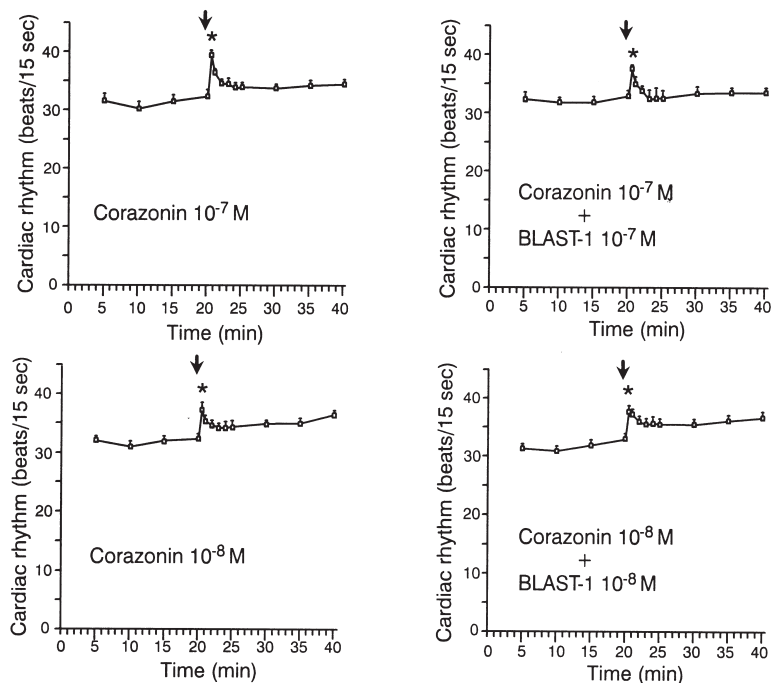 *
Cardiac rhythm (beats/15 sec)
40
30
20
10
0
Corazonin 10⁻⁷ M
0 5 10 15 20 25 30 35 40
Time (min)
*
Cardiac rhythm (beats/15 sec)
40
30
20
10
0
Corazonin 10⁻⁷ M
+
BLAST-1 10⁻⁷ M
0 5 10 15 20 25 30 35 40
Time (min)
*
Cardiac rhythm (beats/15 sec)
40
30
20
10
0
Corazonin 10⁻⁸ M
0 5 10 15 20 25 30 35 40
Time (min)
*
Cardiac rhythm (beats/15 sec)
40
30
20
10
0
Corazonin 10⁻⁸ M
+
BLAST-1 10⁻⁸ M
0 5 10 15 20 25 30 35 40
Time (min)